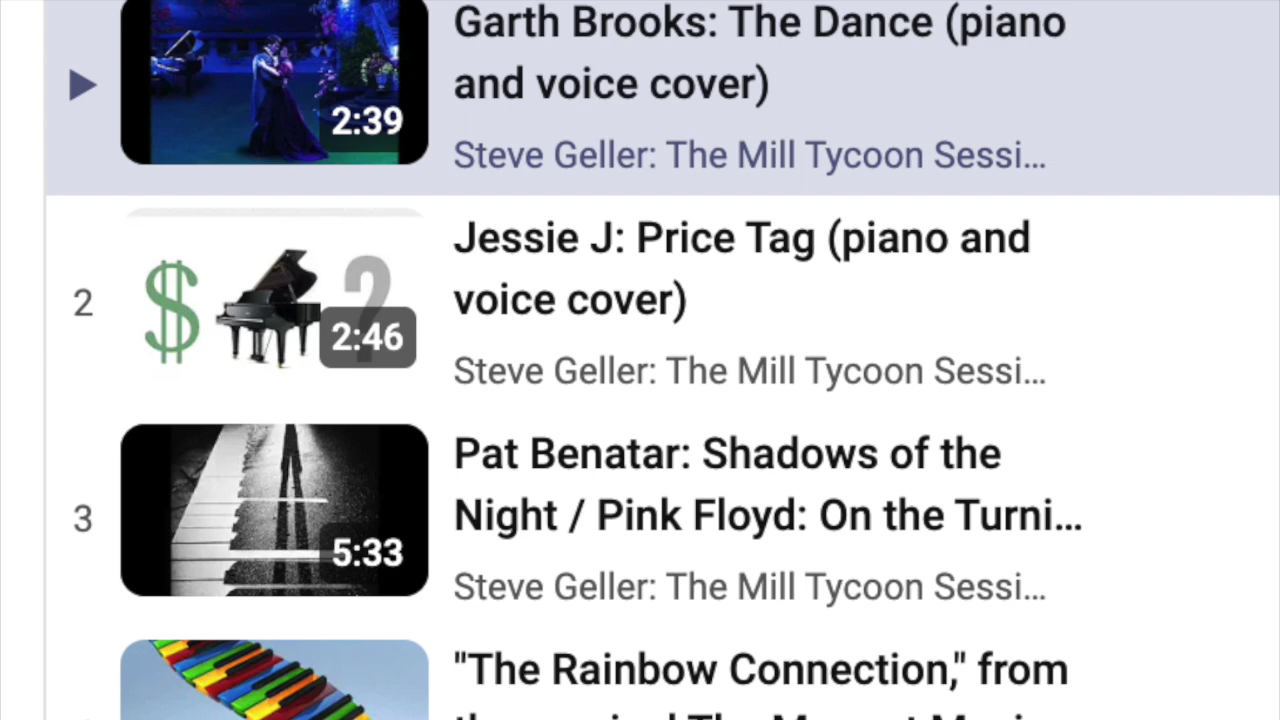 Garth Brooks: The Dance (piano
and voice cover)
2:39
Steve Geller: The Mill Tycoon Sessi...
Jessie J: Price Tag (piano and
voice cover)
$ ?
2
2:46
Steve Geller: The Mill Tycoon Sessi...
Pat Benatar: Shadows of the
Night / Pink Floyd: On the Turni...
3
5:33
Steve Geller: The Mill Tycoon Sessi...
"The Rainbow Connection," from